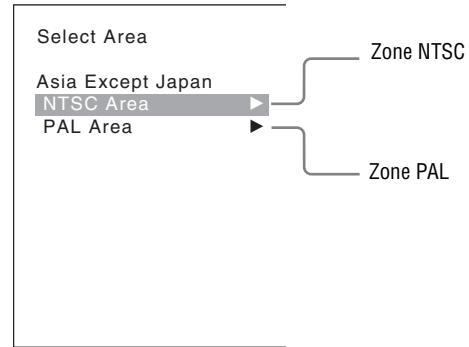 Select Area
Zone NTSC
Asia Except Japan
NTSC Area ▶
PAL Area ▶
Zone PAL